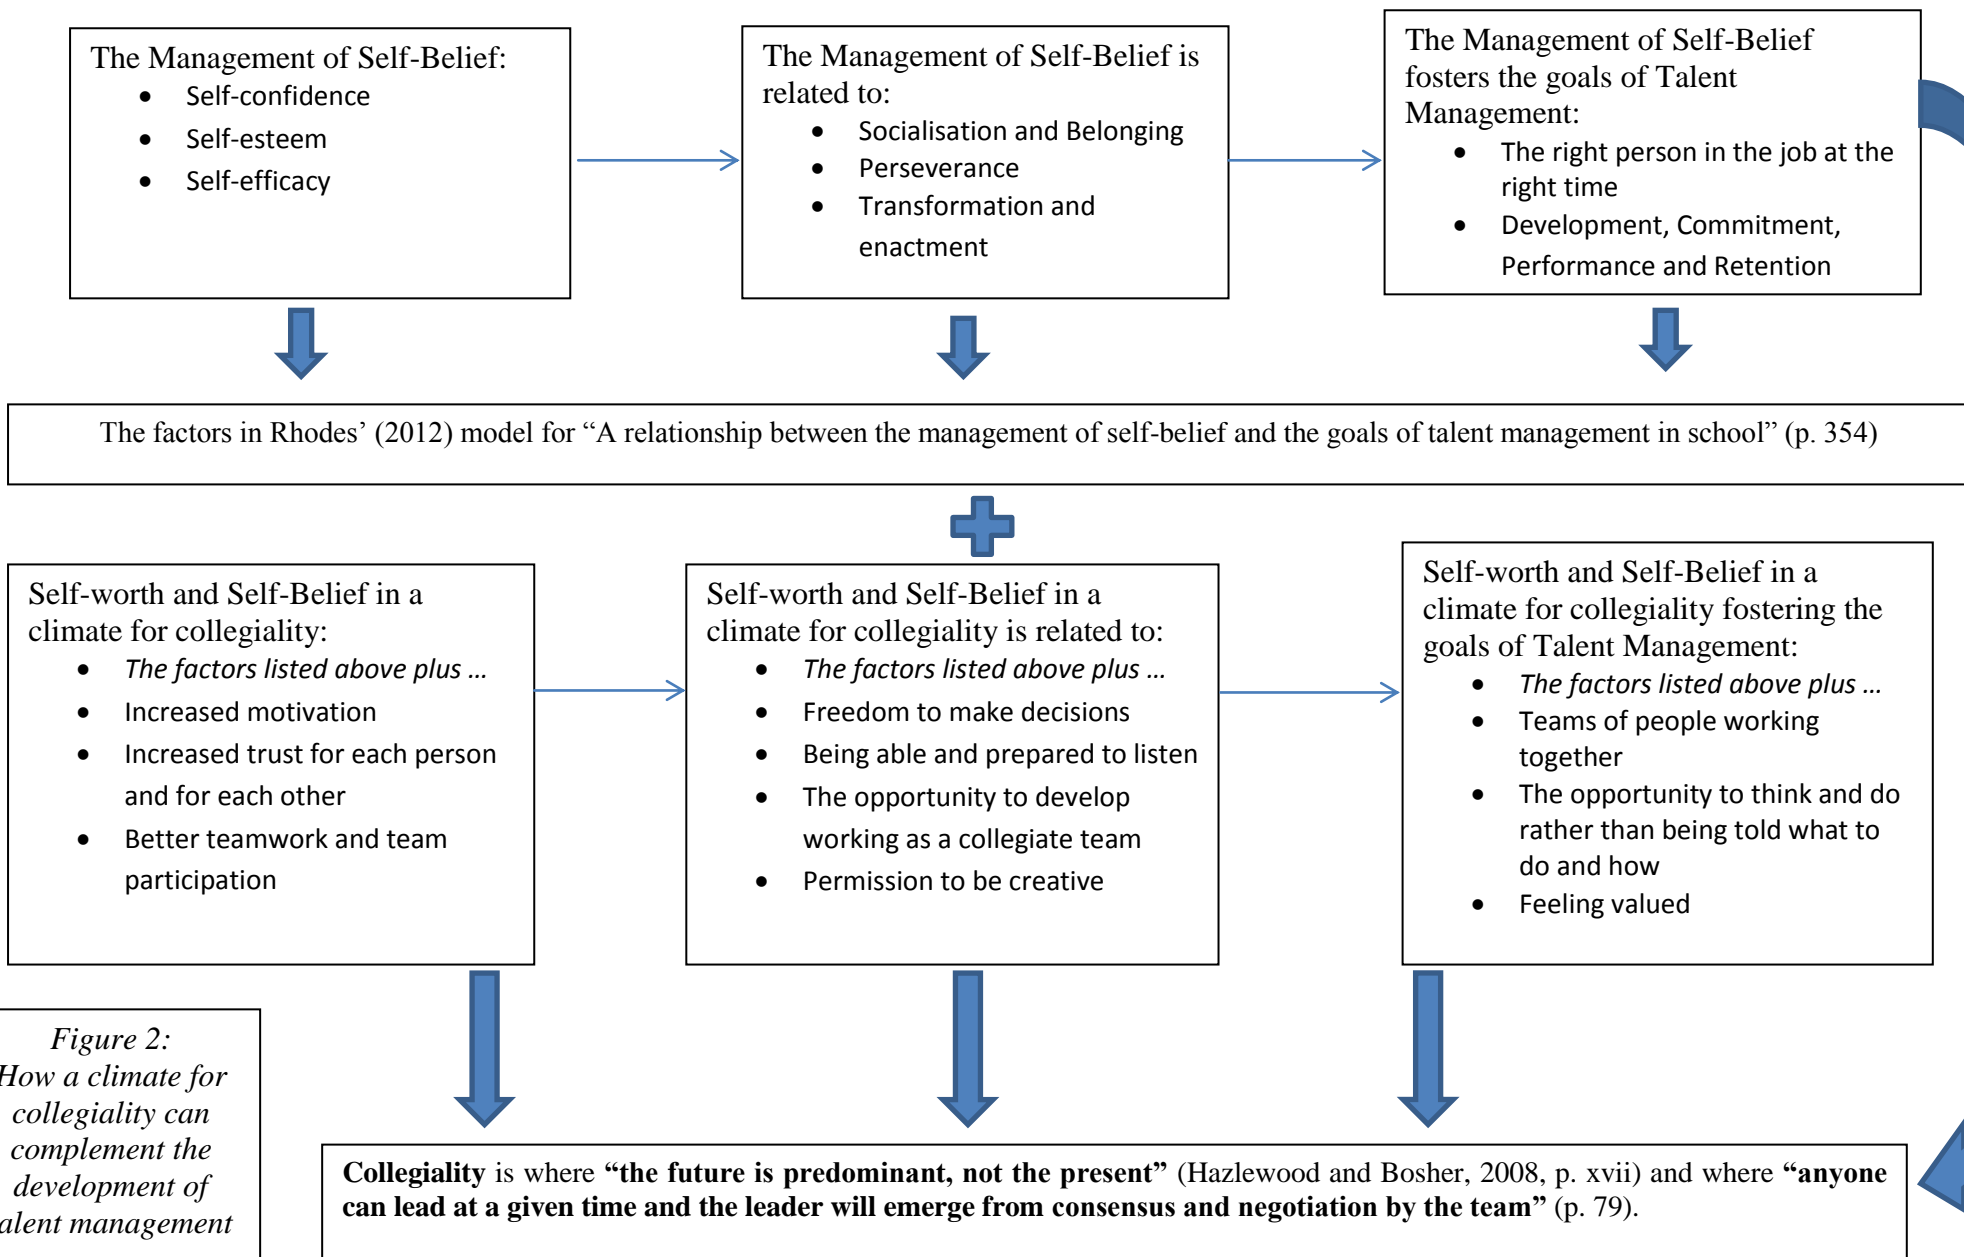 The Management of Self-Belief:
• Self-confidence
• Self-esteem
• Self-efficacy
The Management of Self-Belief is
related to:
• Socialisation and Belonging
• Perseverance
• Transformation and
enactment
The Management of Self-Belief
fosters the goals of Talent
Management:
• The right person in the job at the
right time
• Development, Commitment,
Performance and Retention
The factors in Rhodes’ (2012) model for “A relationship between the management of self-belief and the goals of talent management in school” (p. 354)
Self-worth and Self-Belief in a
climate for collegiality:
• The factors listed above plus …
• Increased motivation
• Increased trust for each person
and for each other
• Better teamwork and team
participation
Self-worth and Self-Belief in a
climate for collegiality is related to:
• The factors listed above plus …
• Freedom to make decisions
• Being able and prepared to listen
• The opportunity to develop
working as a collegiate team
• Permission to be creative
Self-worth and Self-Belief in a
climate for collegiality fostering the
goals of Talent Management:
• The factors listed above plus …
• Teams of people working
together
• The opportunity to think and do
rather than being told what to
do and how
• Feeling valued
Figure 2:
How a climate for
collegiality can
complement the
development of
alent management
Collegiality is where “the future is predominant, not the present” (Hazlewood and Bosher, 2008, p. xvii) and where “anyone
can lead at a given time and the leader will emerge from consensus and negotiation by the team” (p. 79).